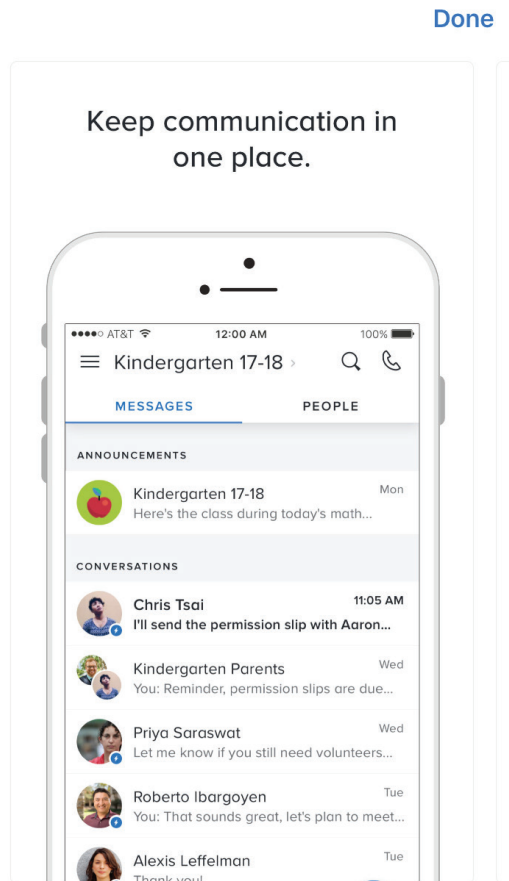 Done
Keep communication in
one place.
AT&T 12:00 AM 100%
Kindergarten 17-18
MESSAGES PEOPLE
ANNOUNCEMENTS
Kindergarten 17-18 Mon
Here's the class during today's math...
CONVERSATIONS
Chris Tsai 11:05 AM
I'll send the permission slip with Aaron...
Kindergarten Parents Wed
You: Reminder, permission slips are due...
Priya Saraswat Wed
Let me know if you still need volunteers...
Roberto Ibargoyen Tue
You: That sounds great, let's plan to meet...
Alexis Leffelman Tue
Thank you!